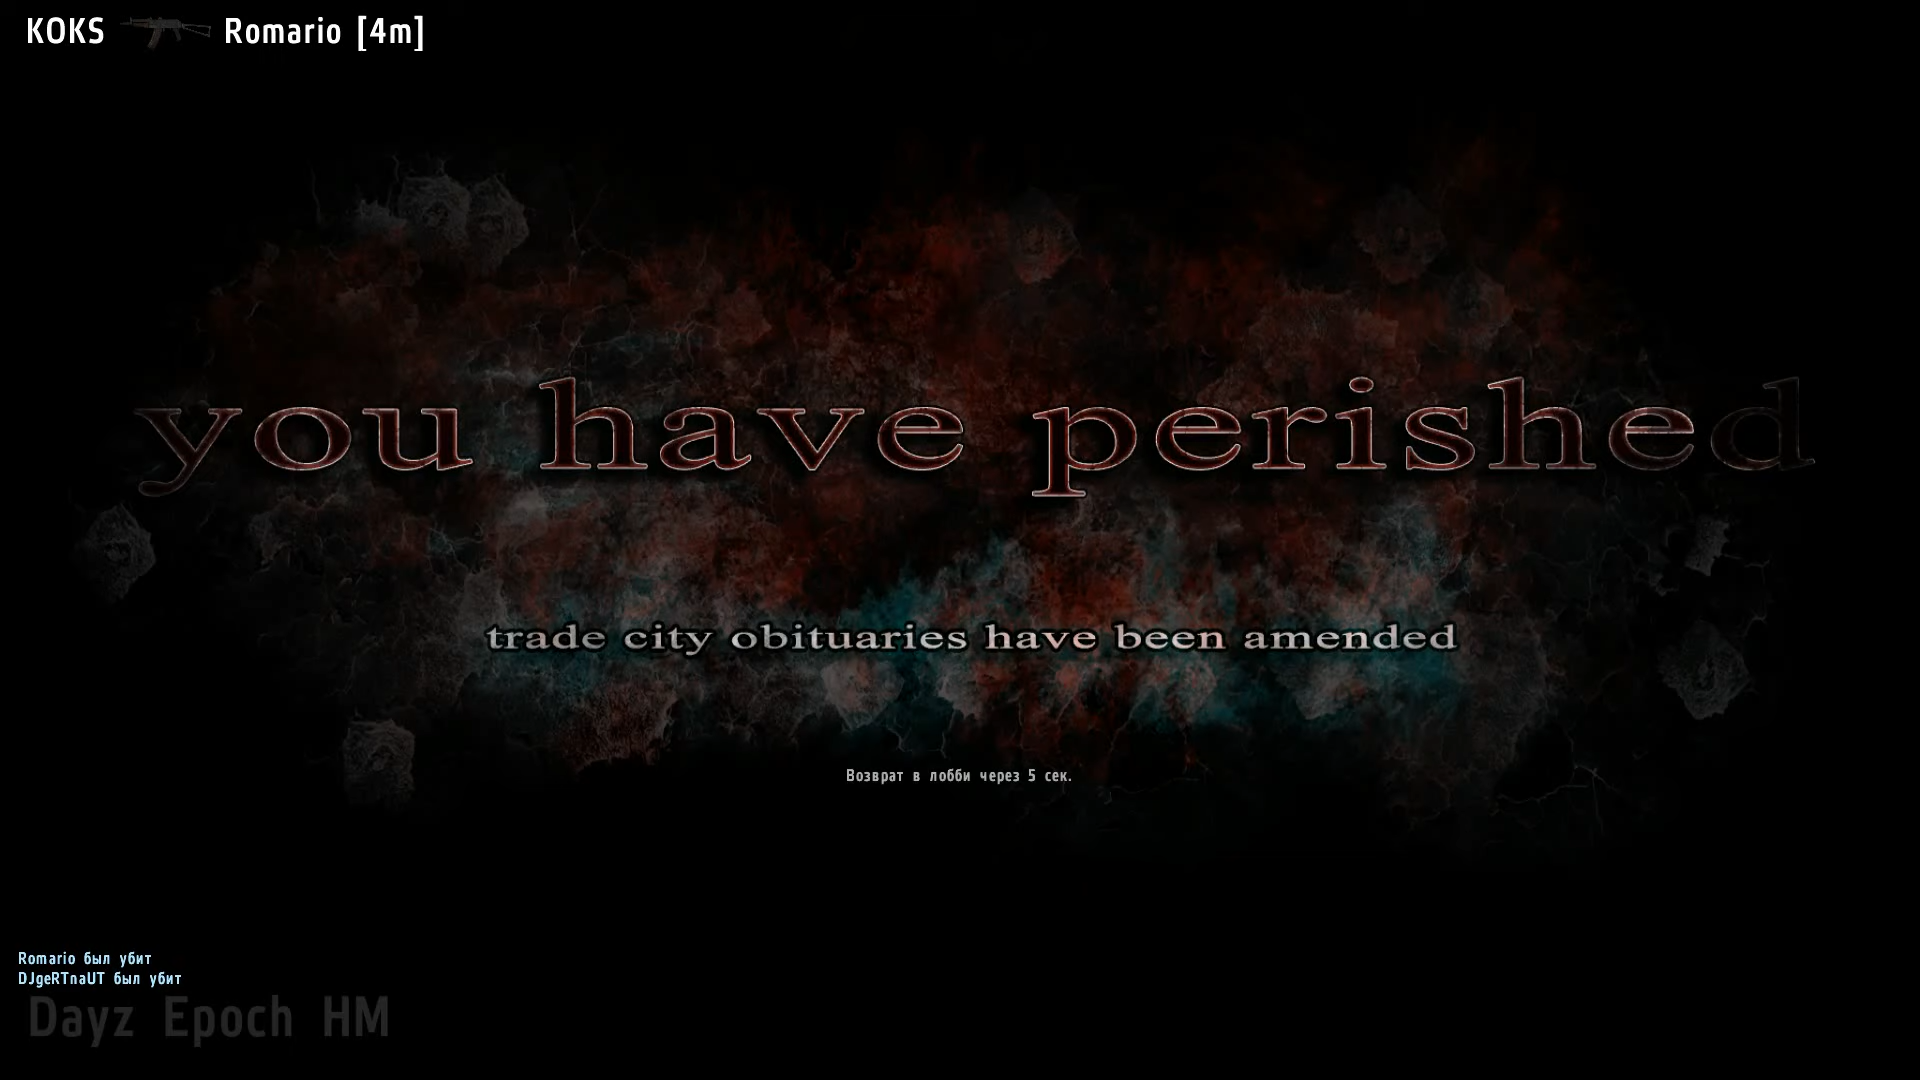 KOKS Romario [4m]
you have perished
trade city obituaries have been amended
Возврат в лобби через 5 сек.
Romario был убит
DJgeRTnaUT был убит
Dayz Epoch HM